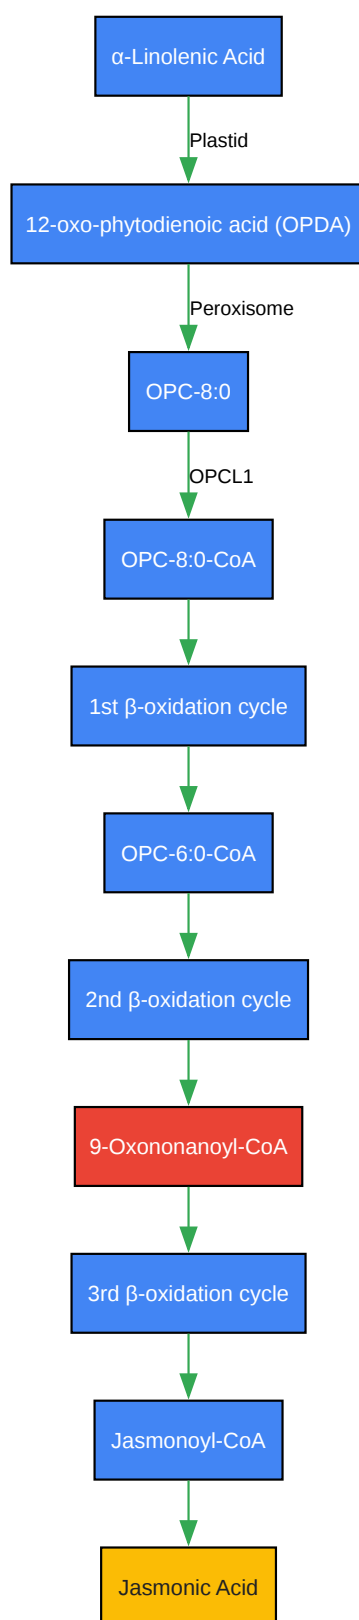 α-Linolenic Acid
Plastid
12-oxo-phytodienoic acid (OPDA)
Peroxisome
OPC-8:0
OPCL1
OPC-8:0-CoA
1st β-oxidation cycle
OPC-6:0-CoA
2nd β-oxidation cycle
9-Oxononanoyl-CoA
3rd β-oxidation cycle
Jasmonoyl-CoA
Jasmonic Acid